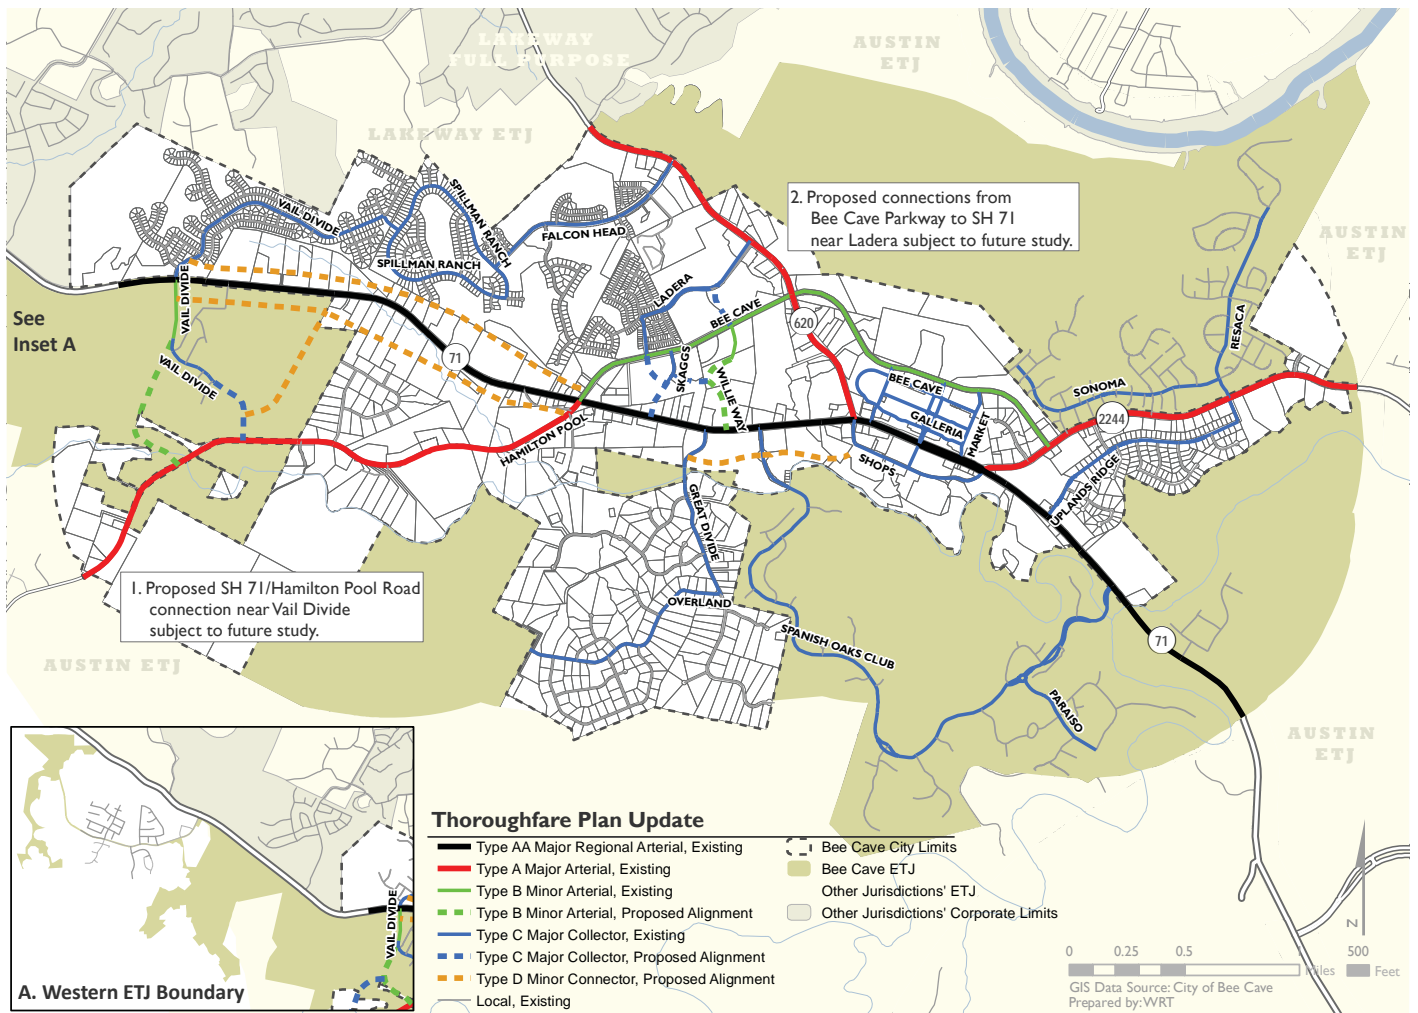 LAKEWAY
FULL PURPOSE
AUSTIN
ETJ
LAKEWAY ETJ
2. Proposed connections from
Bee Cave Parkway to SH 71
near Ladera subject to future study.
AUSTIN
ETJ
VAIL DIVIDE
SPILLMAN RANCH
FALCON HEAD
SPILLMAN RANCH
VAIL DIVIDE
LADERA
BEE CAVE
620
RESACA
See
Inset A
71
VAIL DIVIDE
SKAGGS
WILLIE WAY
BEE CAVE
SONOMA
GALLERIA
MARKET
2244
HAMILTON POOL
SHOPS
UPLANDS RIDGE
GREAT DIVIDE
1. Proposed SH 71/Hamilton Pool Road
connection near Vail Divide
subject to future study.
OVERLAND
SPANISH OAKS CLUB
71
AUSTIN ETJ
PARAISO
AUSTIN
ETJ
VAIL DIVIDE
A. Western ETJ Boundary
Thoroughfare Plan Update
Type AA Major Regional Arterial, Existing
Type A Major Arterial, Existing
Type B Minor Arterial, Existing
Type B Minor Arterial, Proposed Alignment
Type C Major Collector, Existing
Type C Major Collector, Proposed Alignment
Type D Minor Connector, Proposed Alignment
Local, Existing
Bee Cave City Limits
Bee Cave ETJ
Other Jurisdictions' ETJ
Other Jurisdictions' Corporate Limits
N
0 0.25 0.5 1 Miles
500 Feet
GIS Data Source: City of Bee Cave
Prepared by: WRT